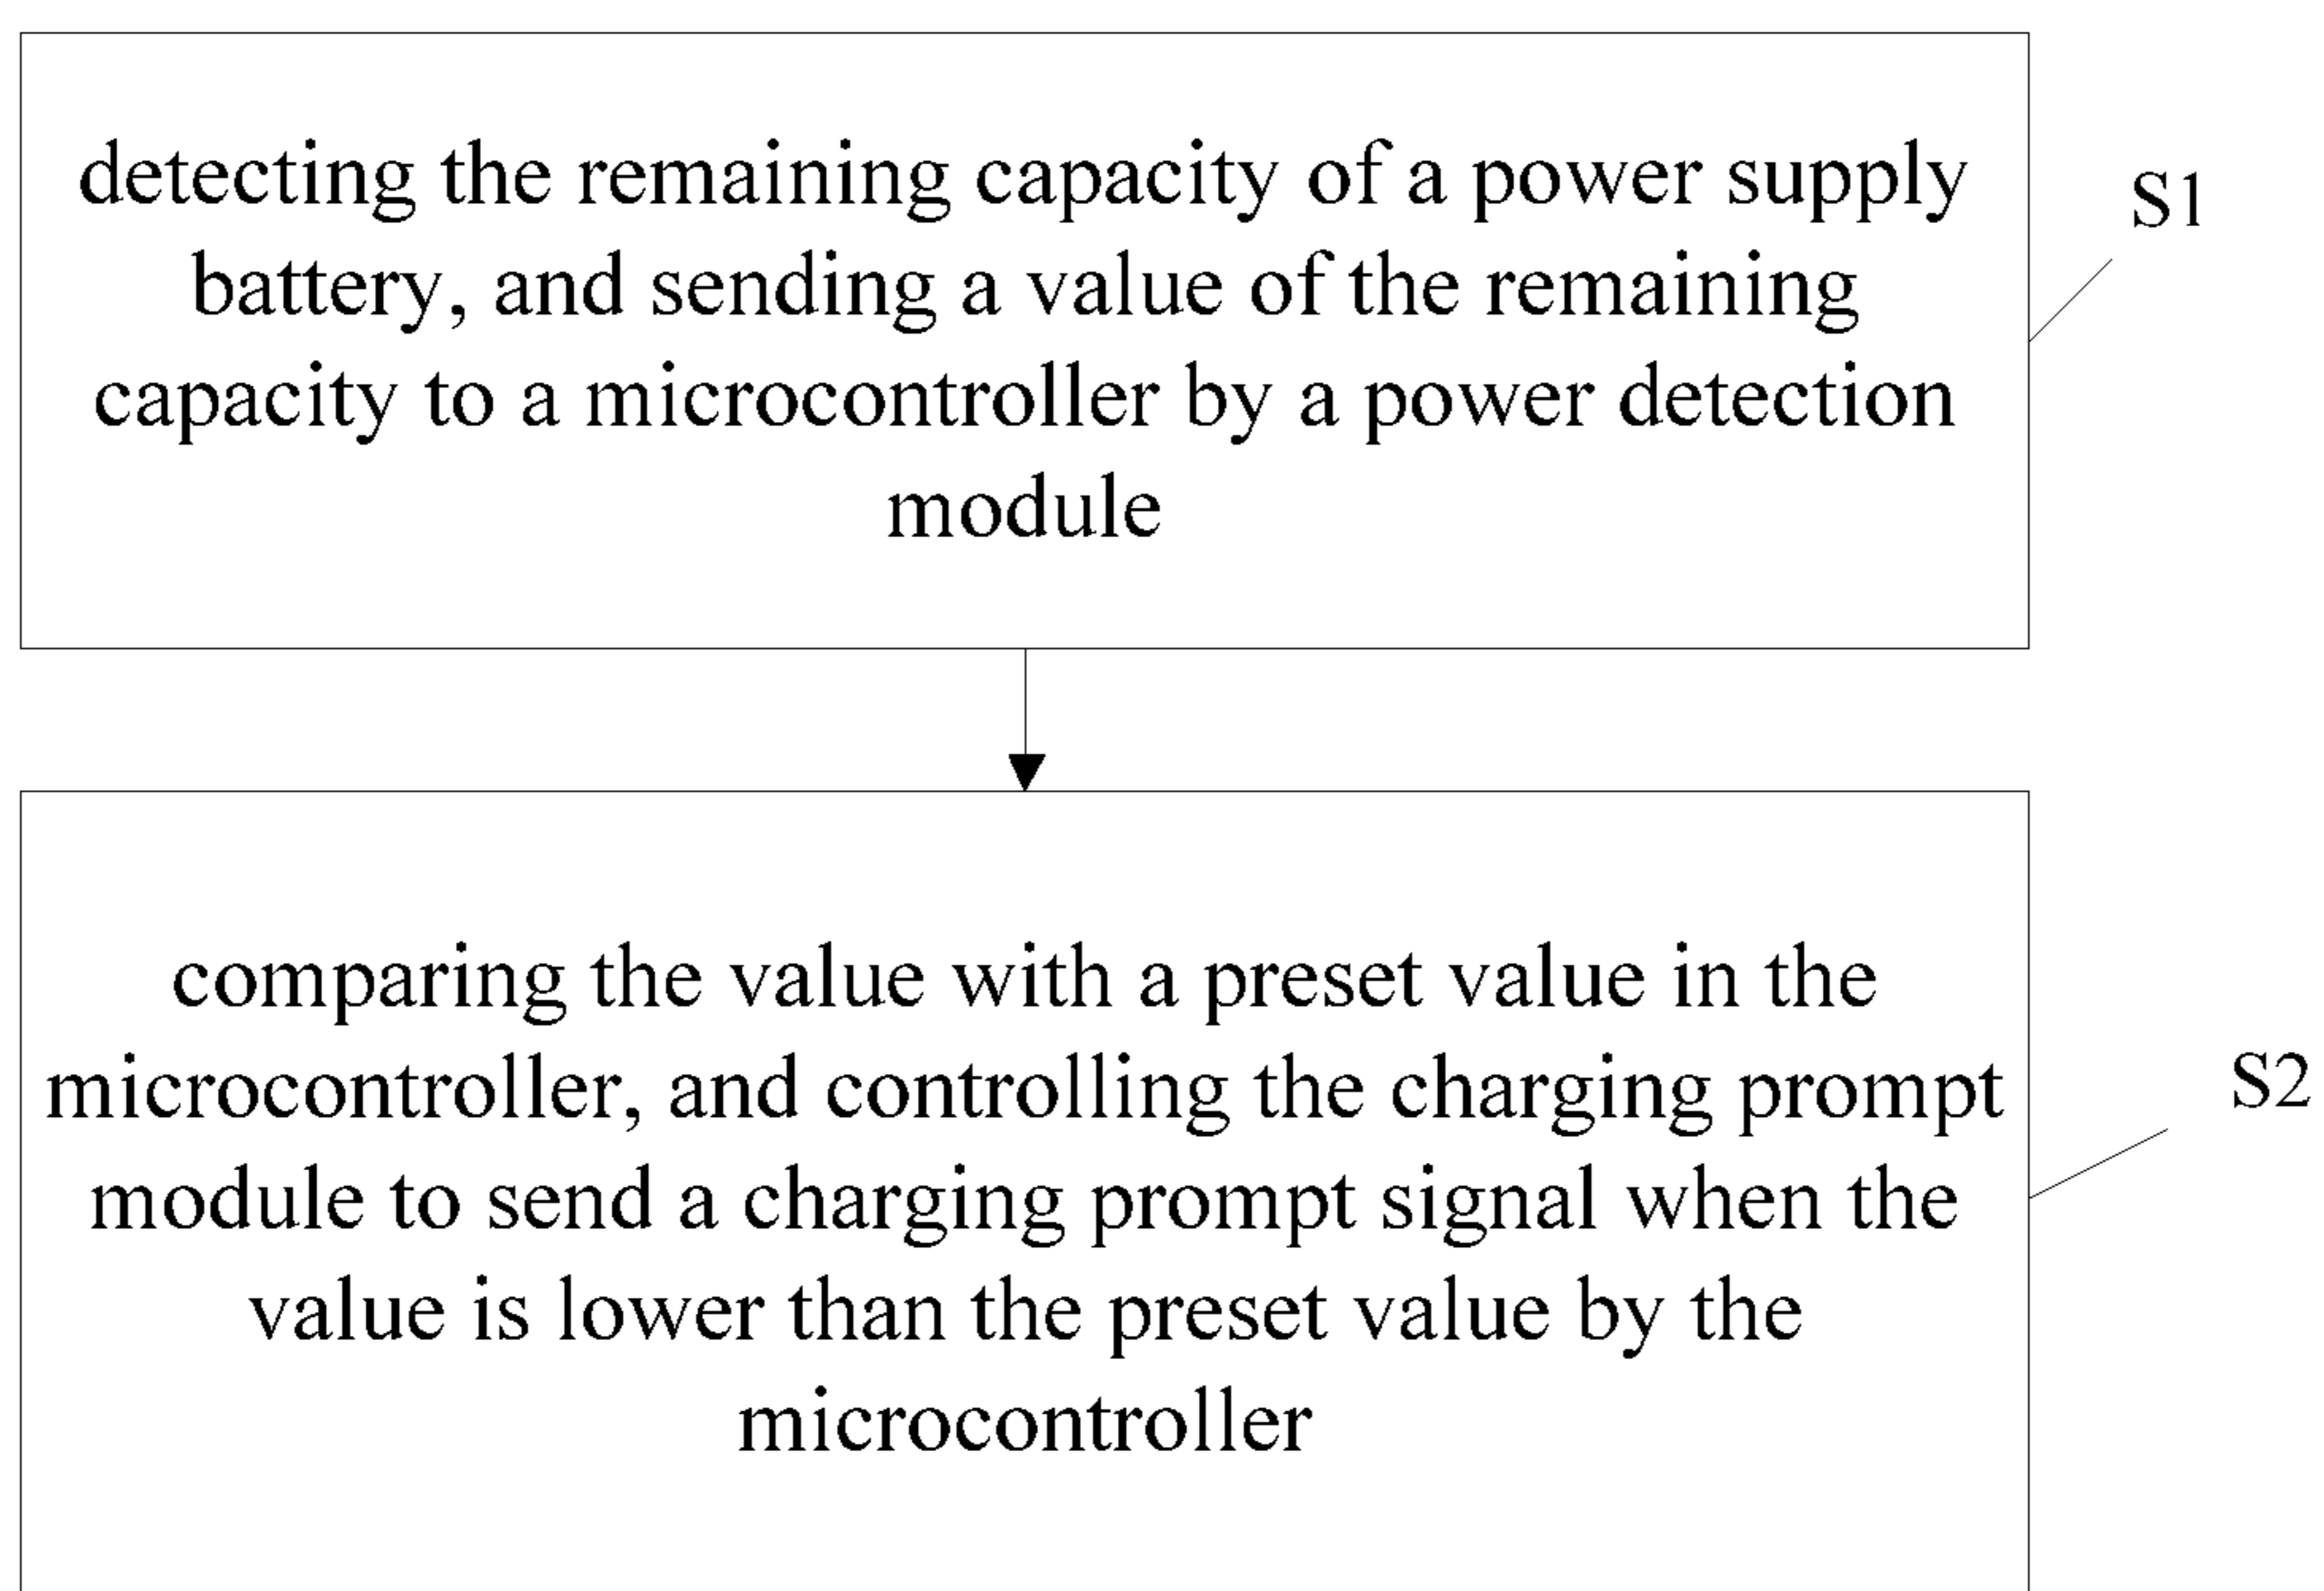 detecting the remaining capacity of a power supply
battery, and sending a value of the remaining
capacity to a microcontroller by a power detection
module
S1
comparing the value with a preset value in the
microcontroller, and controlling the charging prompt
module to send a charging prompt signal when the
value is lower than the preset value by the
microcontroller
S2